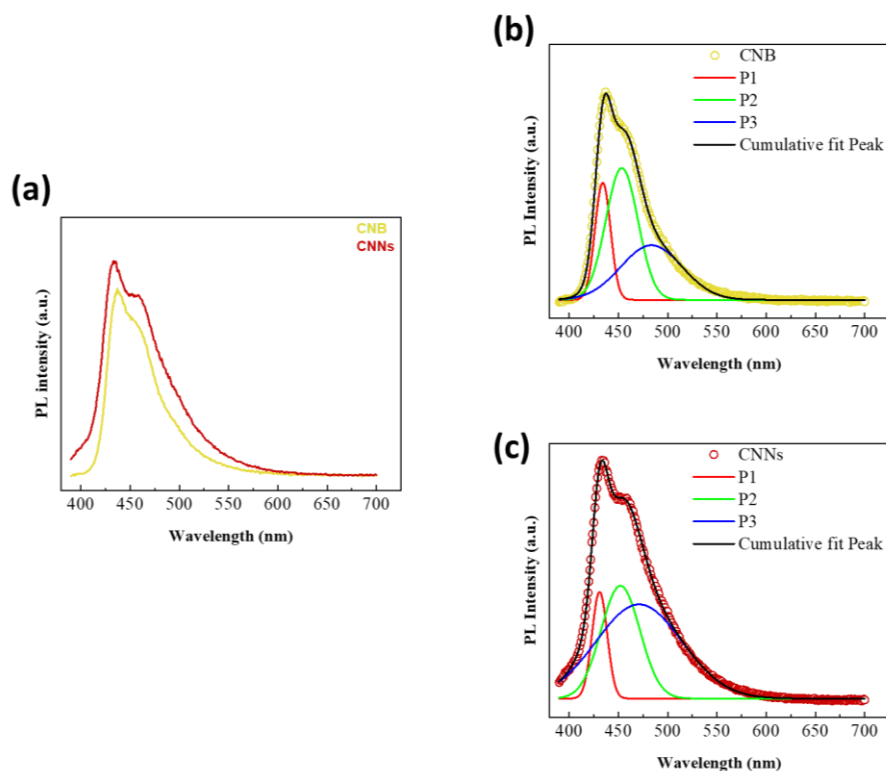 (a)
CNB
CNNs
PL intensity (a.u.)
400 450 500 550 600 650 700
Wavelength (nm)
(b)
CNB
P1
P2
P3
Cumulative fit Peak
PL Intensity (a.u.)
400 450 500 550 600 650 700
Wavelength (nm)
(c)
CNNs
P1
P2
P3
Cumulative fit Peak
PL Intensity (a.u.)
400 450 500 550 600 650 700
Wavelength (nm)